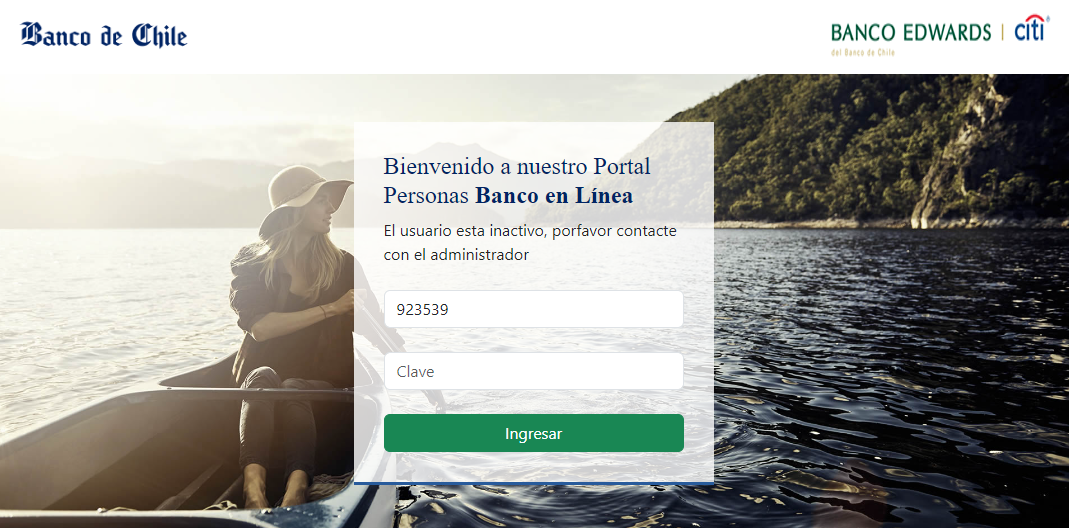 Banco de Chile
BANCO EDWARDS | citi
del Banco de Chile
Bienvenido a nuestro Portal
Personas Banco en Línea
El usuario esta inactivo, porfavor contacte
con el administrador
923539
Clave
Ingresar